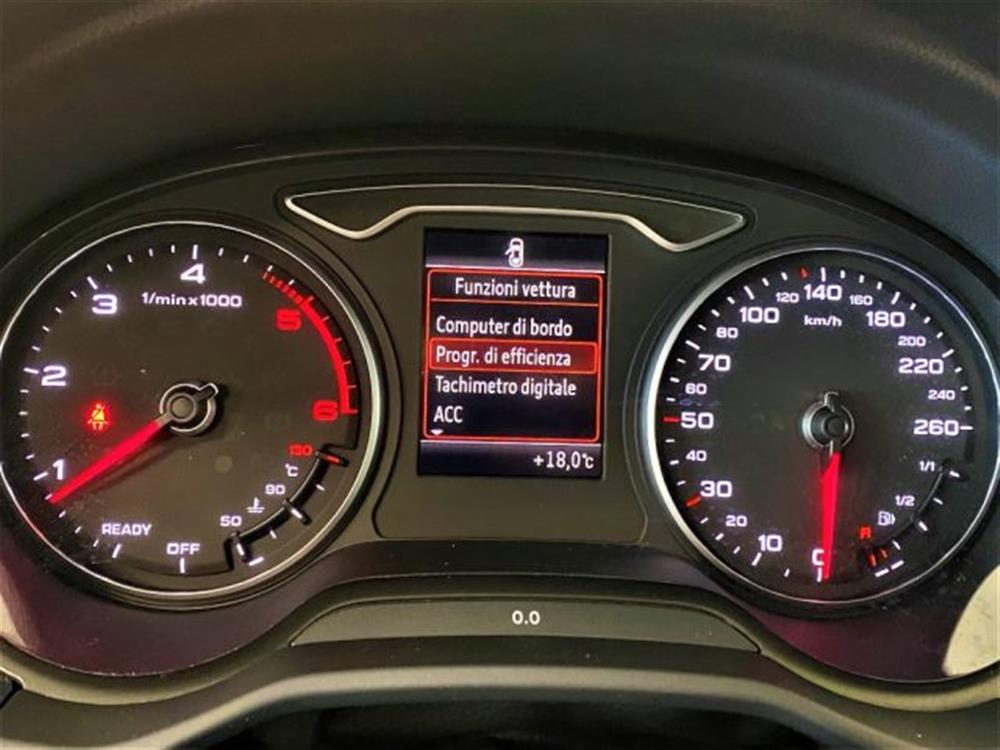 1/min x 1000
1
2
3
4
5
6
READY
OFF
50
90
130
°C
Funzioni vettura
Computer di bordo
Progr. di efficienza
Tachimetro digitale
ACC
+18,0°C
km/h
0
10
20
30
40
50
60
70
80
100
120
140
160
180
200
220
240
260
1/1
1/2
R
0.0